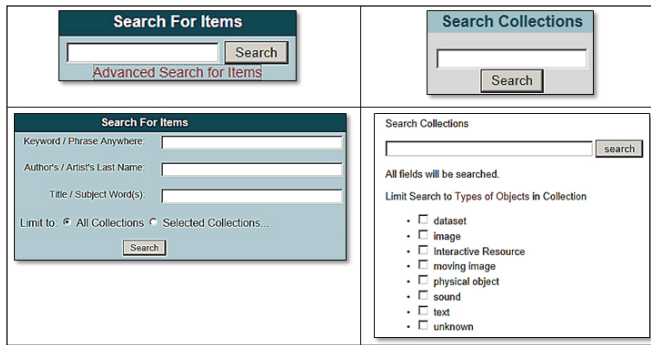 Search For Items
Search
Advanced Search for Items
Search Collections
Search
Search For Items
Keyword / Phrase Anywhere:
Author's / Artist's Last Name:
Title / Subject Word(s):
Limit to: All Collections Selected Collections...
Search
Search Collections
search
All fields will be searched.
Limit Search to Types of Objects in Collection
• dataset
• image
• Interactive Resource
• moving image
• physical object
• sound
• text
• unknown